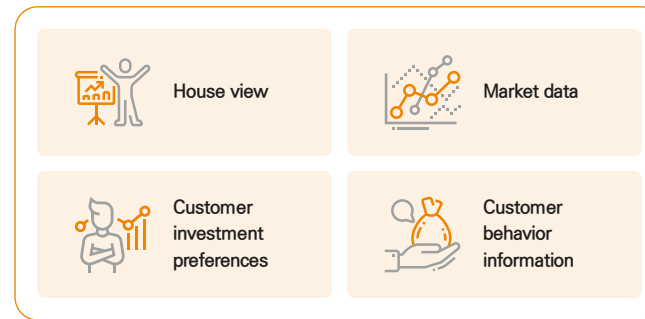 House view
Market data
Customer
investment
preferences
Customer
behavior
information